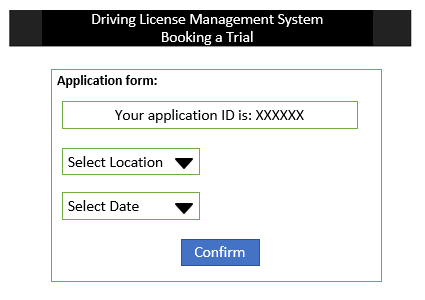 Driving License Management System
Booking a Trial
Application form:
Your application ID is: XXXXXX
Select Location
Select Date
Confirm